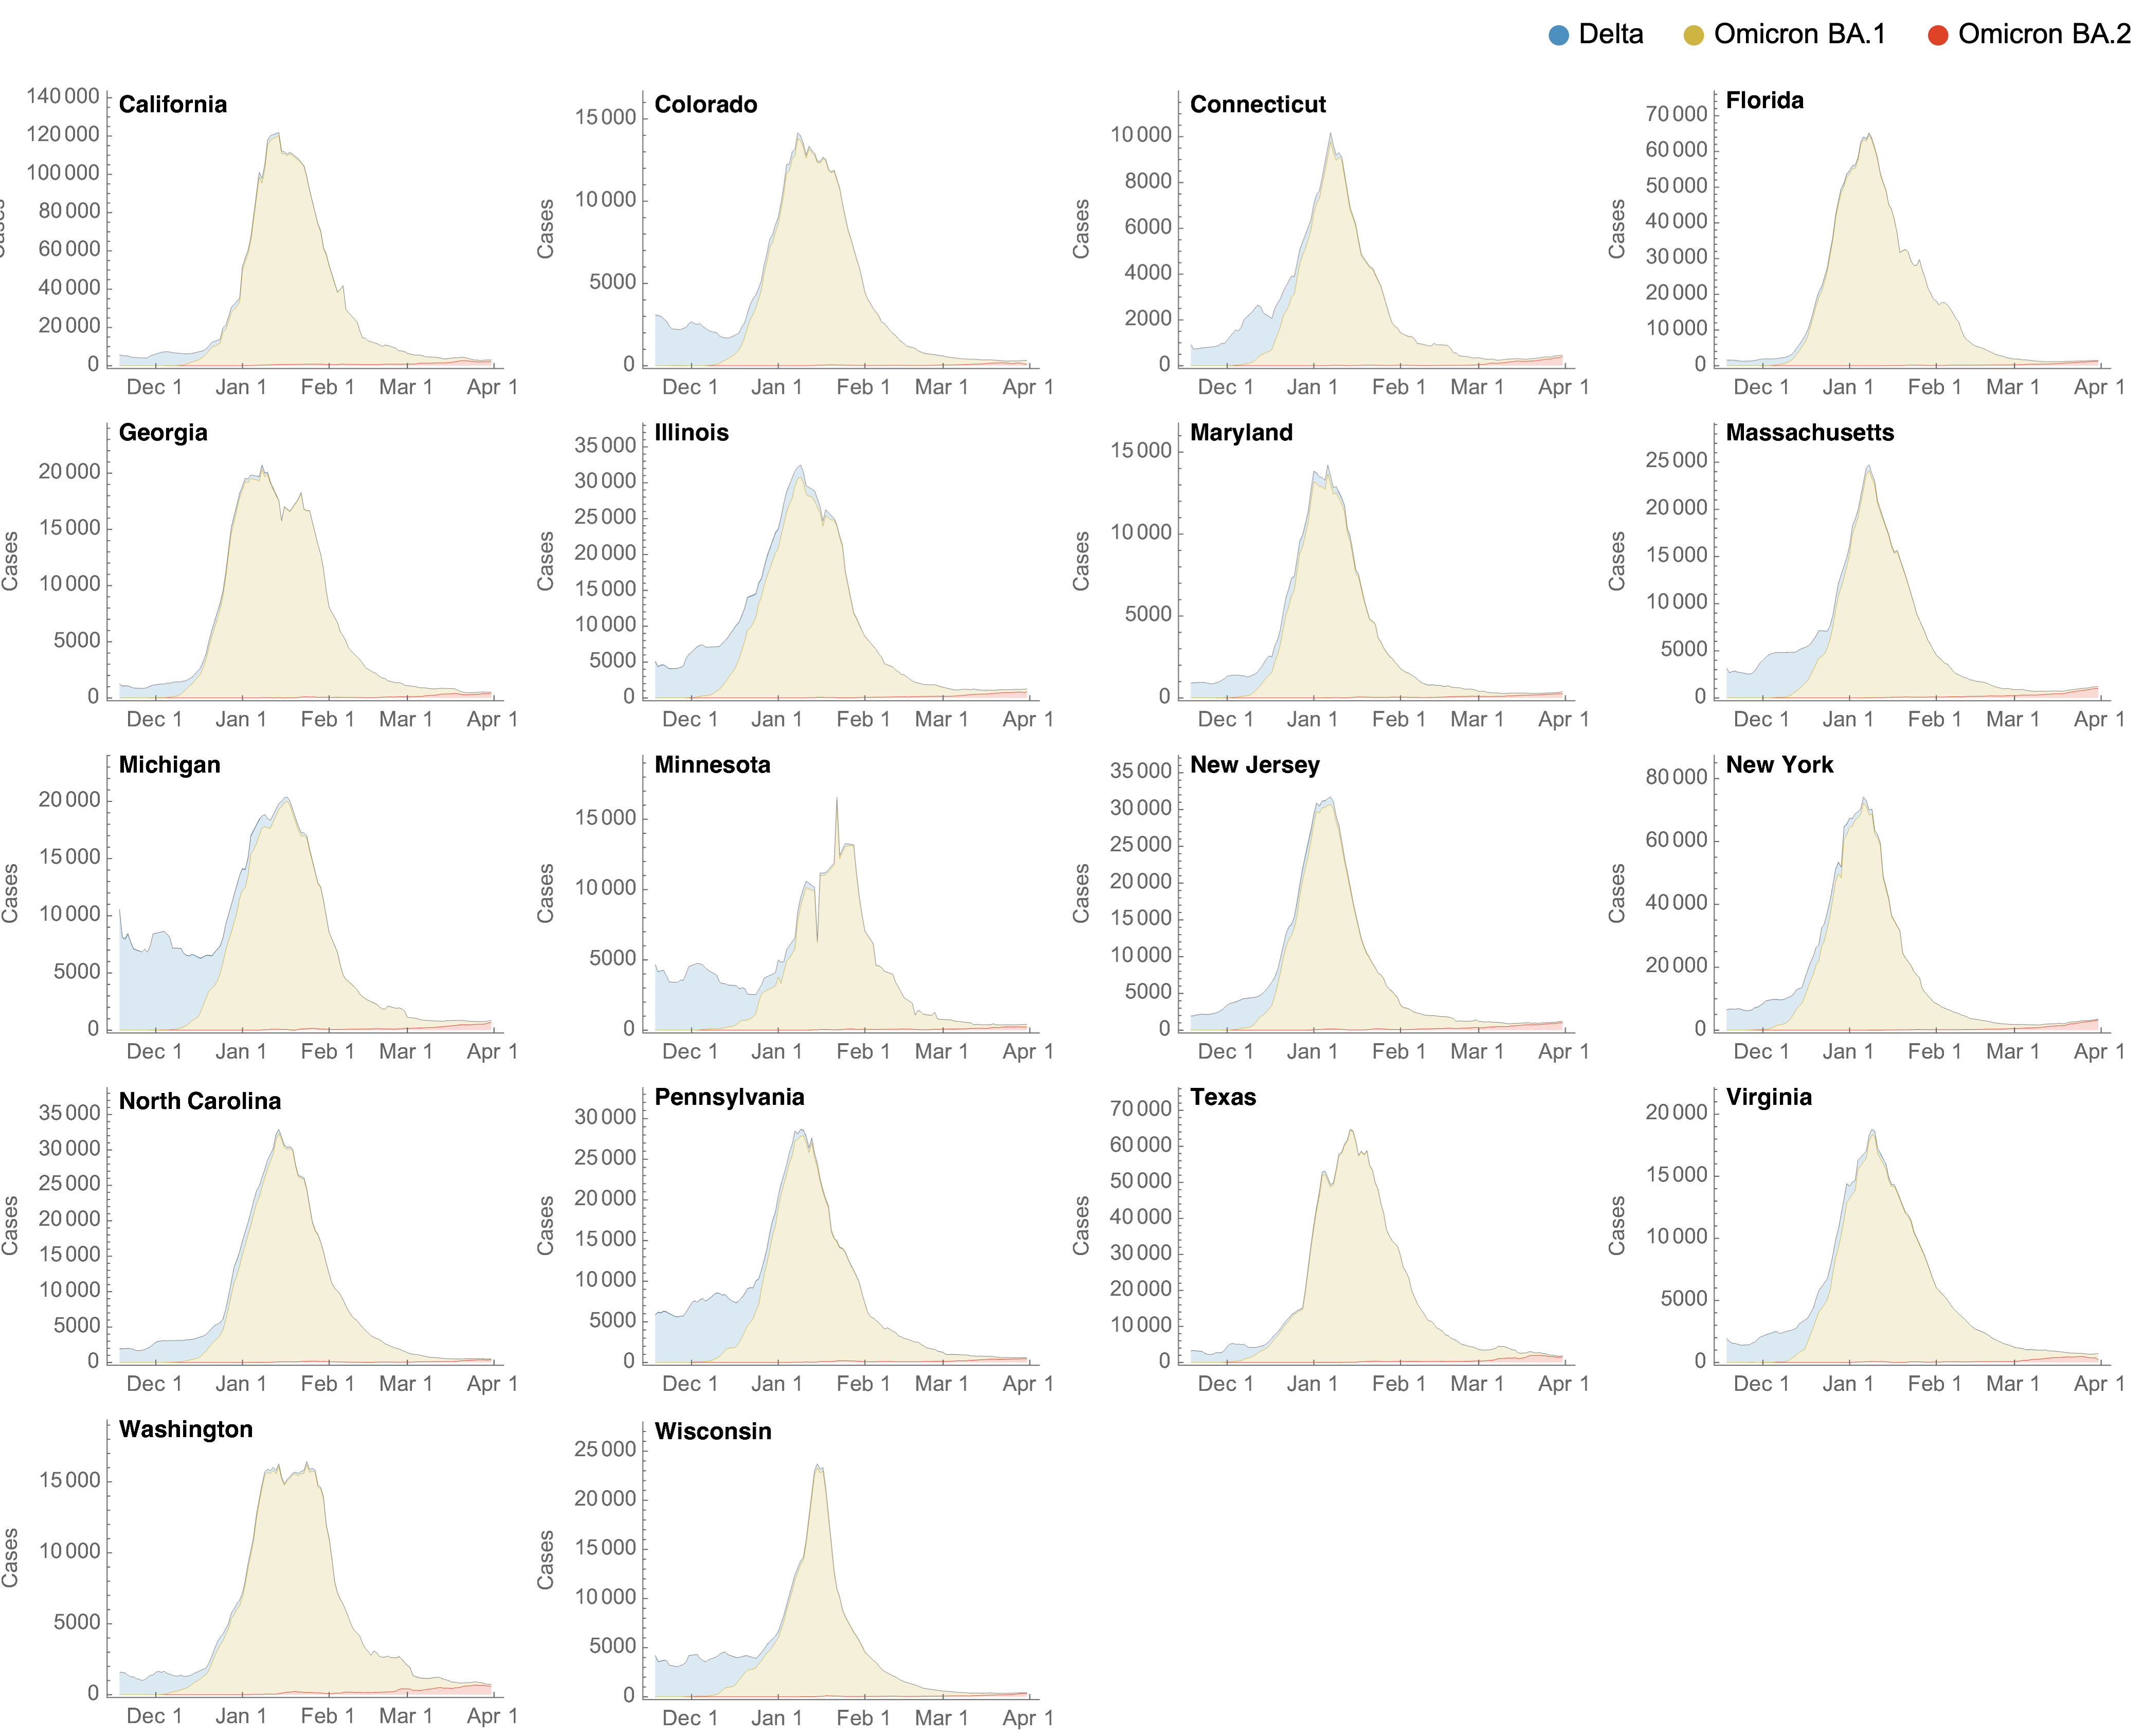 Delta Omicron BA.1 Omicron BA.2
California
140 000
120 000
100 000
80 000
60 000
40 000
20 000
0
Cases
Dec 1 Jan 1 Feb 1 Mar 1 Apr 1
Colorado
15 000
10 000
5000
0
Cases
Dec 1 Jan 1 Feb 1 Mar 1 Apr 1
Connecticut
10 000
8000
6000
4000
2000
0
Cases
Dec 1 Jan 1 Feb 1 Mar 1 Apr 1
Florida
70 000
60 000
50 000
40 000
30 000
20 000
10 000
0
Cases
Dec 1 Jan 1 Feb 1 Mar 1 Apr 1
Georgia
20 000
15 000
10 000
5000
0
Cases
Dec 1 Jan 1 Feb 1 Mar 1 Apr 1
Illinois
35 000
30 000
25 000
20 000
15 000
10 000
5000
0
Cases
Dec 1 Jan 1 Feb 1 Mar 1 Apr 1
Maryland
15 000
10 000
5000
0
Cases
Dec 1 Jan 1 Feb 1 Mar 1 Apr 1
Massachusetts
25 000
20 000
15 000
10 000
5000
0
Cases
Dec 1 Jan 1 Feb 1 Mar 1 Apr 1
Michigan
20 000
15 000
10 000
5000
0
Cases
Dec 1 Jan 1 Feb 1 Mar 1 Apr 1
Minnesota
15 000
10 000
5000
0
Cases
Dec 1 Jan 1 Feb 1 Mar 1 Apr 1
New Jersey
35 000
30 000
25 000
20 000
15 000
10 000
5000
0
Cases
Dec 1 Jan 1 Feb 1 Mar 1 Apr 1
New York
80 000
60 000
40 000
20 000
0
Cases
Dec 1 Jan 1 Feb 1 Mar 1 Apr 1
North Carolina
35 000
30 000
25 000
20 000
15 000
10 000
5000
0
Cases
Dec 1 Jan 1 Feb 1 Mar 1 Apr 1
Pennsylvania
30 000
25 000
20 000
15 000
10 000
5000
0
Cases
Dec 1 Jan 1 Feb 1 Mar 1 Apr 1
Texas
70 000
60 000
50 000
40 000
30 000
20 000
10 000
0
Cases
Dec 1 Jan 1 Feb 1 Mar 1 Apr 1
Virginia
20 000
15 000
10 000
5000
0
Cases
Dec 1 Jan 1 Feb 1 Mar 1 Apr 1
Washington
15 000
10 000
5000
0
Cases
Dec 1 Jan 1 Feb 1 Mar 1 Apr 1
Wisconsin
25 000
20 000
15 000
10 000
5000
0
Cases
Dec 1 Jan 1 Feb 1 Mar 1 Apr 1